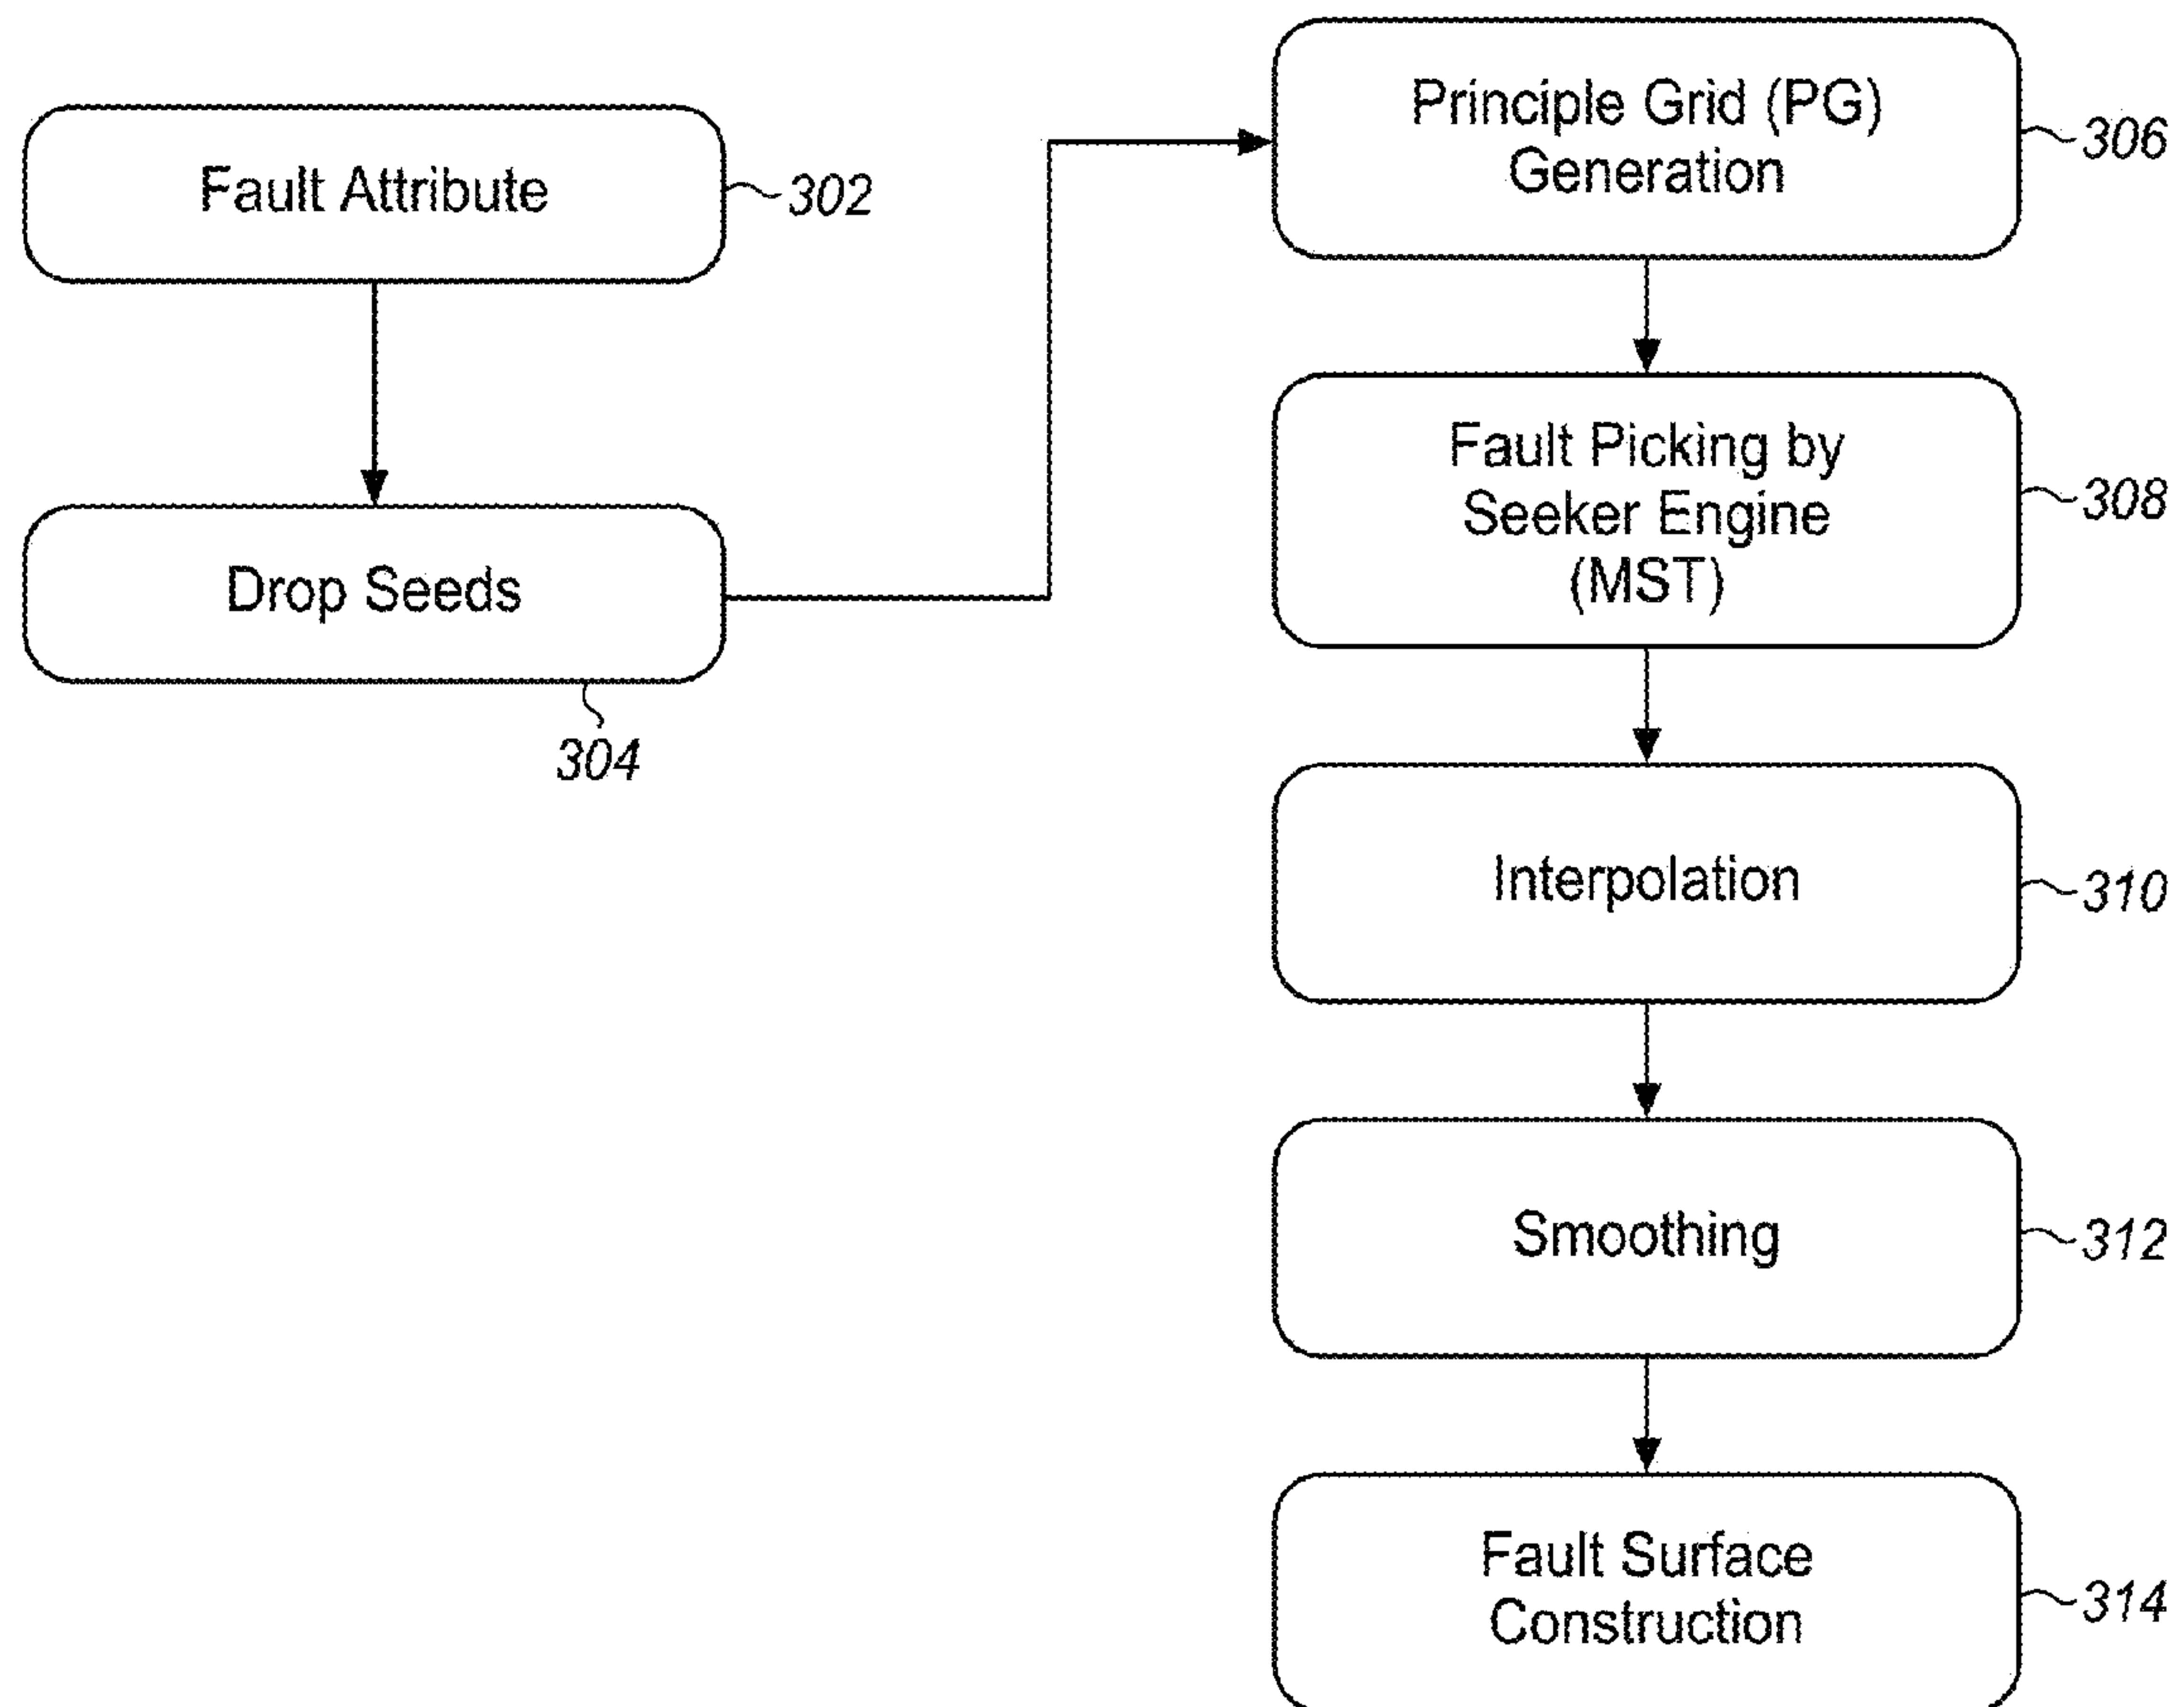 Fault Attribute
302
Drop Seeds
304
Principle Grid (PG)
Generation
306
Fault Picking by
Seeker Engine
(MST)
308
Interpolation
310
Smoothing
312
Fault Surface
Construction
314